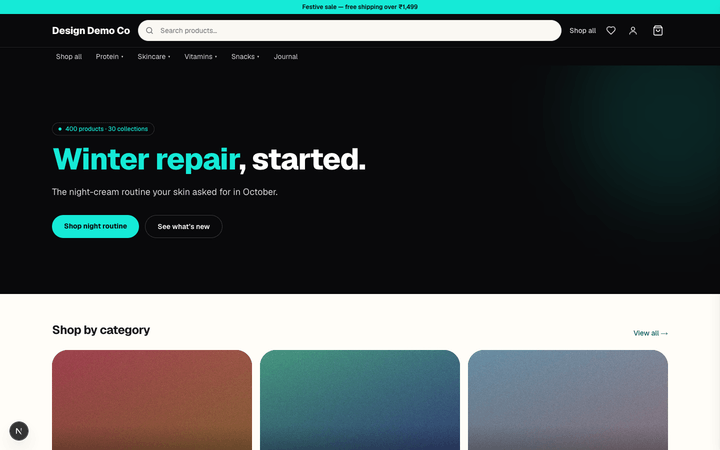 Festive sale — free shipping over ₹1,499
Design Demo Co
Search products...
Shop all
Shop all
Protein
Skincare
Vitamins
Snacks
Journal
400 products · 30 collections
Winter repair, started.
The night-cream routine your skin asked for in October.
Shop night routine
See what's new
Shop by category
View all →
N